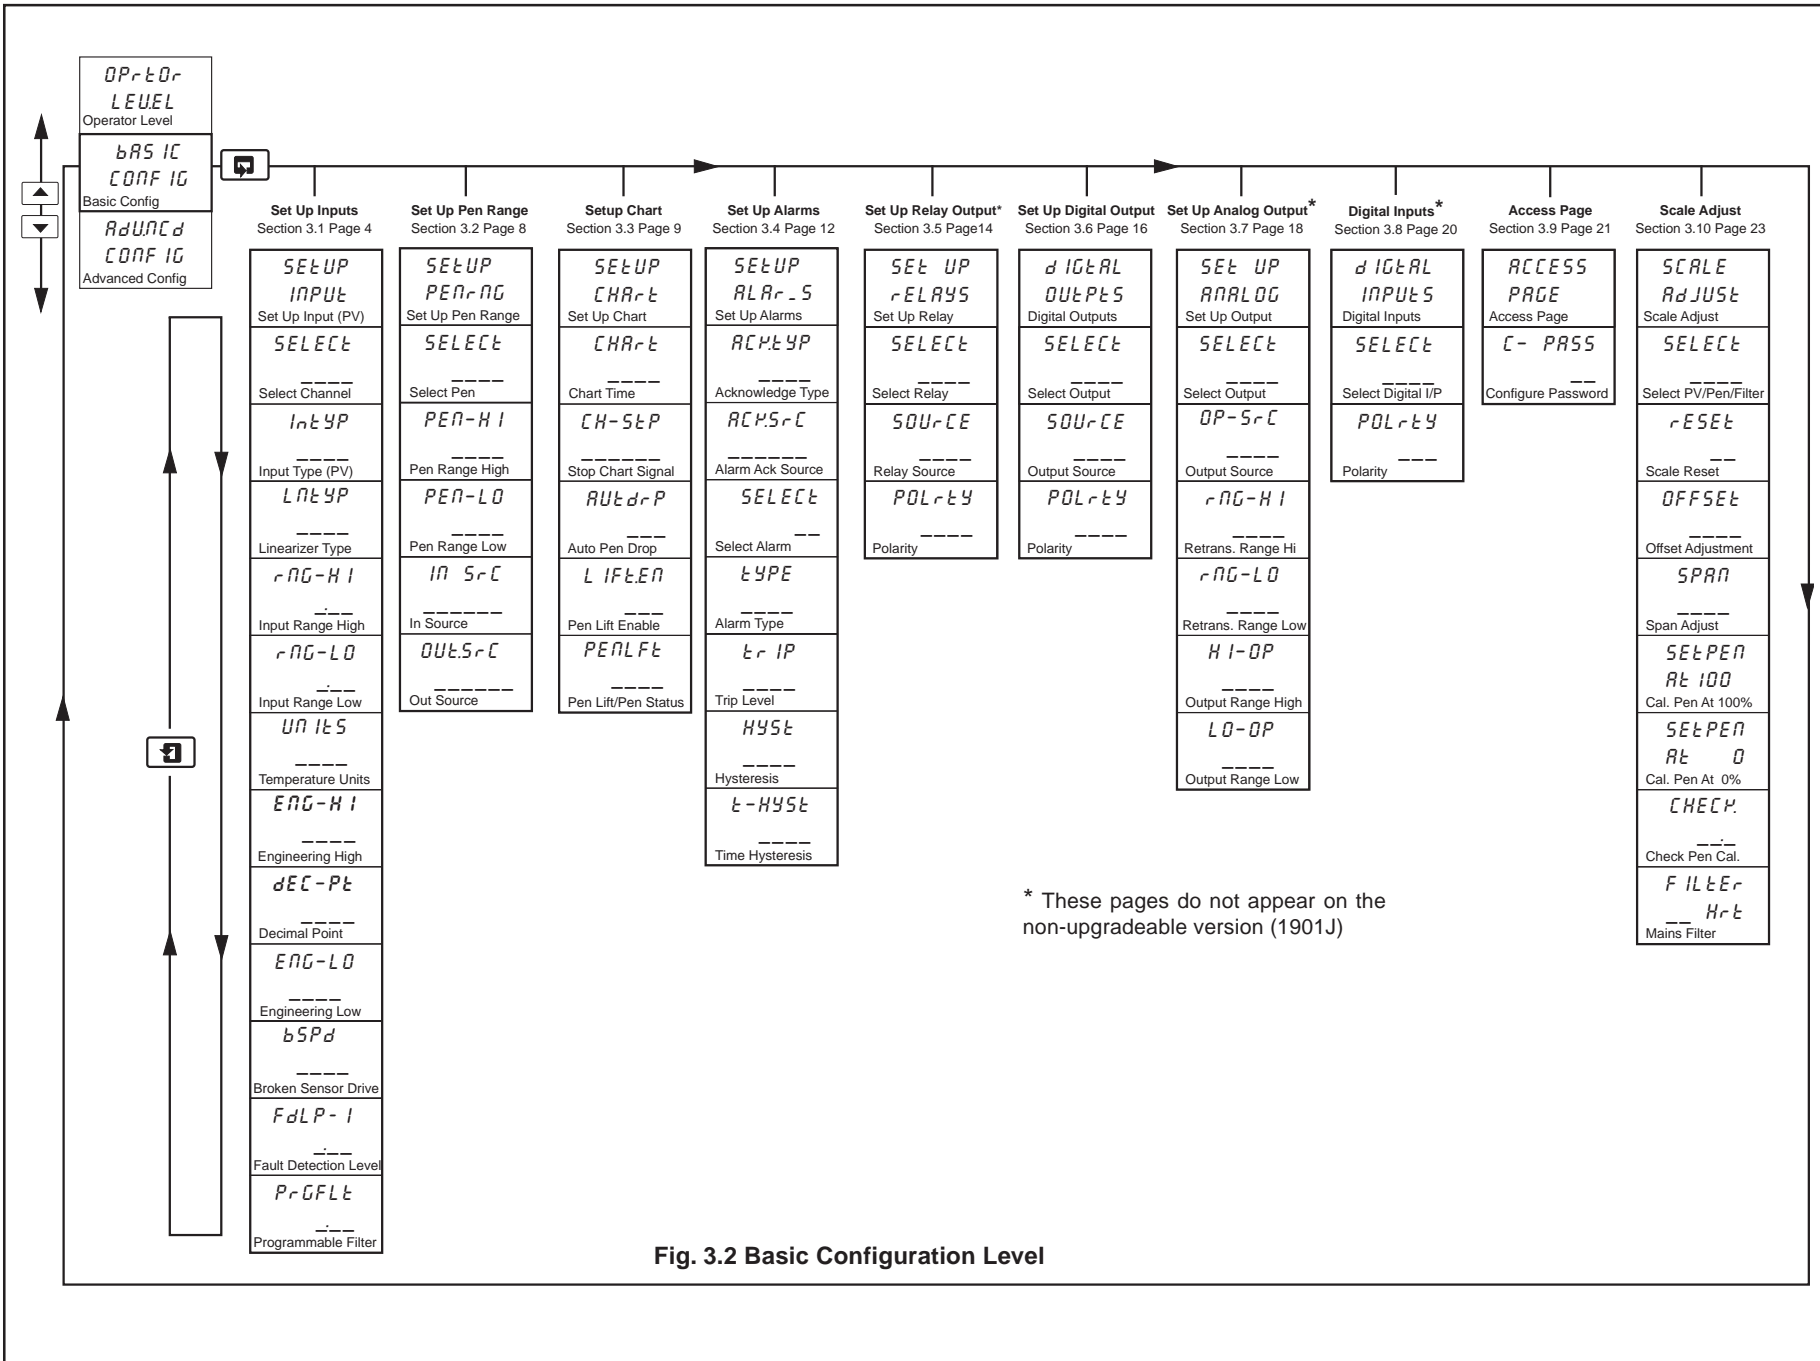 OPrtOr
LEV.EL
Operator Level
bASIC
CONFIG
Basic Config
AdV.NCd
CONFIG
Advanced Config
Set Up Inputs
Section 3.1 Page 4
SEtUP
INPUt
Set Up Input (PV)
SELECt
_ _ _ _
Select Channel
IntYP
_ _ _ _
Input Type (PV)
LNtYP
_ _ _ _
Linearizer Type
rNG-HI
_._ _
Input Range High
rNG-LO
_._ _
Input Range Low
UNItS
_ _ _ _
Temperature Units
ENG-HI
_ _ _ _
Engineering High
dEC-Pt
_ _ _ _
Decimal Point
ENG-LO
_ _ _ _
Engineering Low
bSPd
_ _ _ _
Broken Sensor Drive
FdLP-1
_._ _
Fault Detection Level
PrGFLt
_._ _
Programmable Filter
Set Up Pen Range
Section 3.2 Page 8
SEtUP
PENrNG
Set Up Pen Range
SELECt
_ _ _ _
Select Pen
PEN-HI
_ _ _ _
Pen Range High
PEN-LO
_ _ _ _
Pen Range Low
IN SrC
_ _ _ _ _ _
In Source
OUt.SrC
_ _ _ _ _ _
Out Source
Setup Chart
Section 3.3 Page 9
SEtUP
CHArt
Set Up Chart
CHArt
_ _ _ _
Chart Time
CH-StP
_ _ _ _ _ _
Stop Chart Signal
AUtdrP
_ _ _
Auto Pen Drop
LIFt.EN
_ _ _
Pen Lift Enable
PENLFt
_ _ _ _
Pen Lift/Pen Status
Set Up Alarms
Section 3.4 Page 12
SEtUP
ALAr_S
Set Up Alarms
ACK.tYP
_ _ _ _
Acknowledge Type
ACK.SrC
_ _ _ _ _ _
Alarm Ack Source
SELECt
_ _
Select Alarm
tYPE
_ _ _ _
Alarm Type
trIP
_ _ _ _
Trip Level
HYSt
_ _ _ _
Hysteresis
t-HYSt
_ _ _ _
Time Hysteresis
Set Up Relay Output*
Section 3.5 Page14
SEt UP
rELAYS
Set Up Relay
SELECt
_ _ _ _
Select Relay
SOUrCE
_ _ _ _
Relay Source
POLrtY
_ _ _ _
Polarity
Set Up Digital Output
Section 3.6 Page 16
dIGtAL
OUtPtS
Digital Outputs
SELECt
_ _ _ _
Select Output
SOUrCE
_ _ _ _
Output Source
POLrtY
_ _ _ _
Polarity
Set Up Analog Output*
Section 3.7 Page 18
SEt UP
ANALOG
Set Up Output
SELECt
_ _ _ _
Select Output
OP-SrC
_ _ _ _
Output Source
rNG-HI
_ _ _ _
Retrans. Range Hi
rNG-LO
_ _ _ _
Retrans. Range Low
HI-OP
_ _ _ _
Output Range High
LO-OP
_ _ _ _
Output Range Low
Digital Inputs*
Section 3.8 Page 20
dIGtAL
INPUtS
Digital Inputs
SELECt
_ _ _ _
Select Digital I/P
POLrtY
_ _ _
Polarity
Access Page
Section 3.9 Page 21
ACCESS
PAGE
Access Page
C- PASS
_ _
Configure Password
Scale Adjust
Section 3.10 Page 23
SCALE
AdJUSt
Scale Adjust
SELECt
_ _ _ _
Select PV/Pen/Filter
rESEt
_ _
Scale Reset
OFFSEt
_ _ _ _
Offset Adjustment
SPAN
_ _ _ _
Span Adjust
SEtPEN
At 100
Cal. Pen At 100%
SEtPEN
At 0
Cal. Pen At 0%
CHECK.
_ _._
Check Pen Cal.
FILtEr
_ _ Hrt
Mains Filter
* These pages do not appear on the
non-upgradeable version (1901J)
Fig. 3.2 Basic Configuration Level